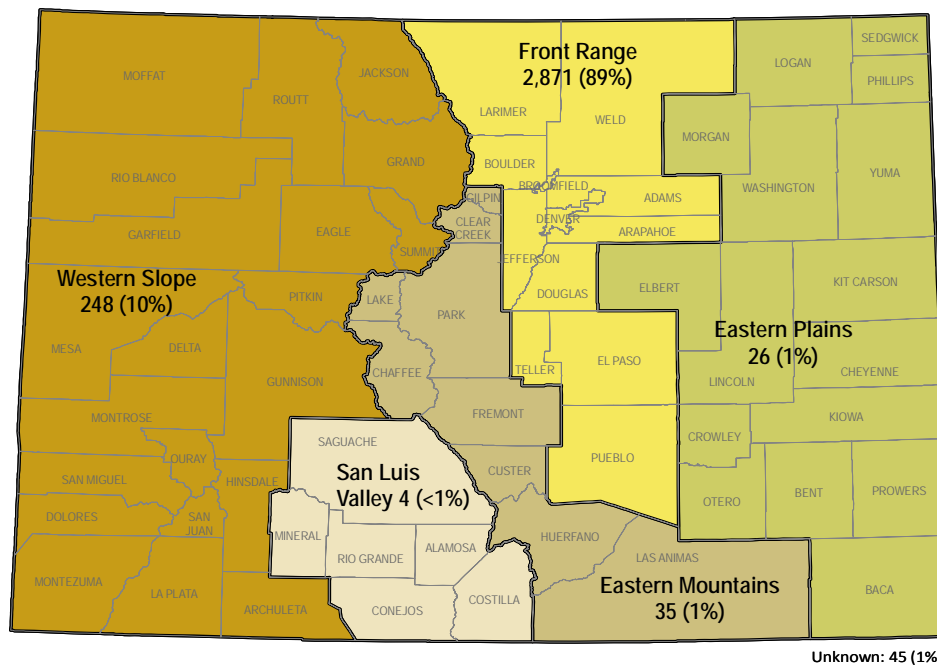 SEDGWICK
LOGAN
PHILLIPS
Front Range
2,871 (89%)
MOFFAT
ROUTT
JACKSON
LARIMER
WELD
MORGAN
RIO BLANCO
GRAND
BOULDER
BROOMFIELD
WASHINGTON
YUMA
GILPIN
CLEAR
CREEK
DENVER
ADAMS
ARAPAHOE
GARFIELD
EAGLE
SUMMIT
JEFFERSON
Western Slope
248 (10%)
PITKIN
LAKE
PARK
DOUGLAS
ELBERT
KIT CARSON
Eastern Plains
26 (1%)
MESA
DELTA
GUNNISON
CHAFFEE
TELLER
EL PASO
LINCOLN
CHEYENNE
MONTROSE
FREMONT
KIOWA
OURAY
SAGUACHE
CROWLEY
SAN MIGUEL
HINSDALE
San Luis
Valley 4 (<1%)
CUSTER
PUEBLO
OTERO
BENT
PROWERS
DOLORES
SAN
JUAN
MINERAL
RIO GRANDE
ALAMOSA
HUERFANO
LAS ANIMAS
MONTEZUMA
LA PLATA
ARCHULETA
CONEJOS
COSTILLA
Eastern Mountains
35 (1%)
BACA
Unknown: 45 (1%